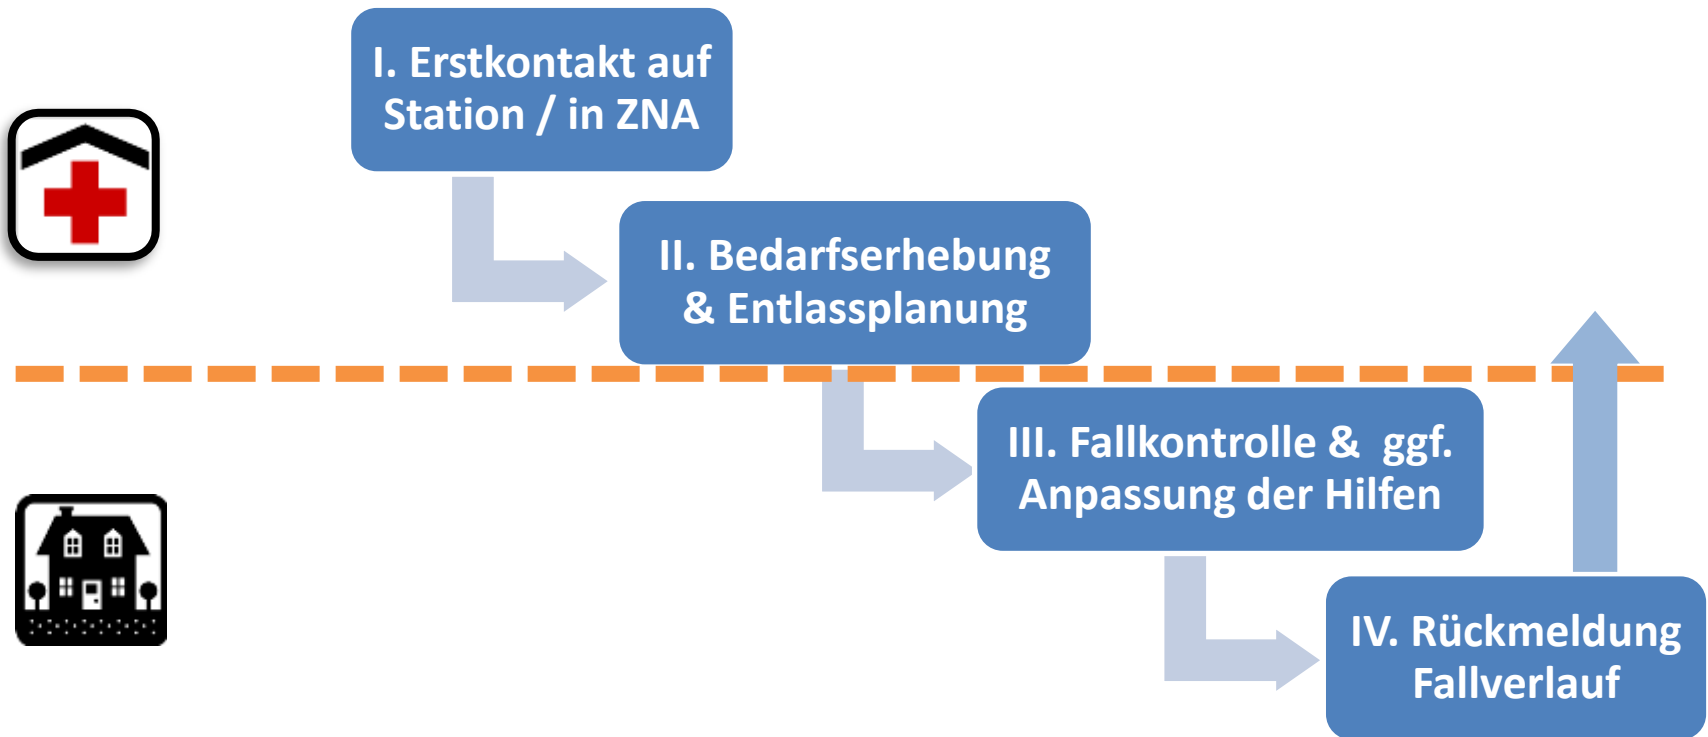 I. Erstkontakt auf
Station / in ZNA
II. Bedarfserhebung
& Entlassplanung
III. Fallkontrolle & ggf.
Anpassung der Hilfen
IV. Rückmeldung
Fallverlauf